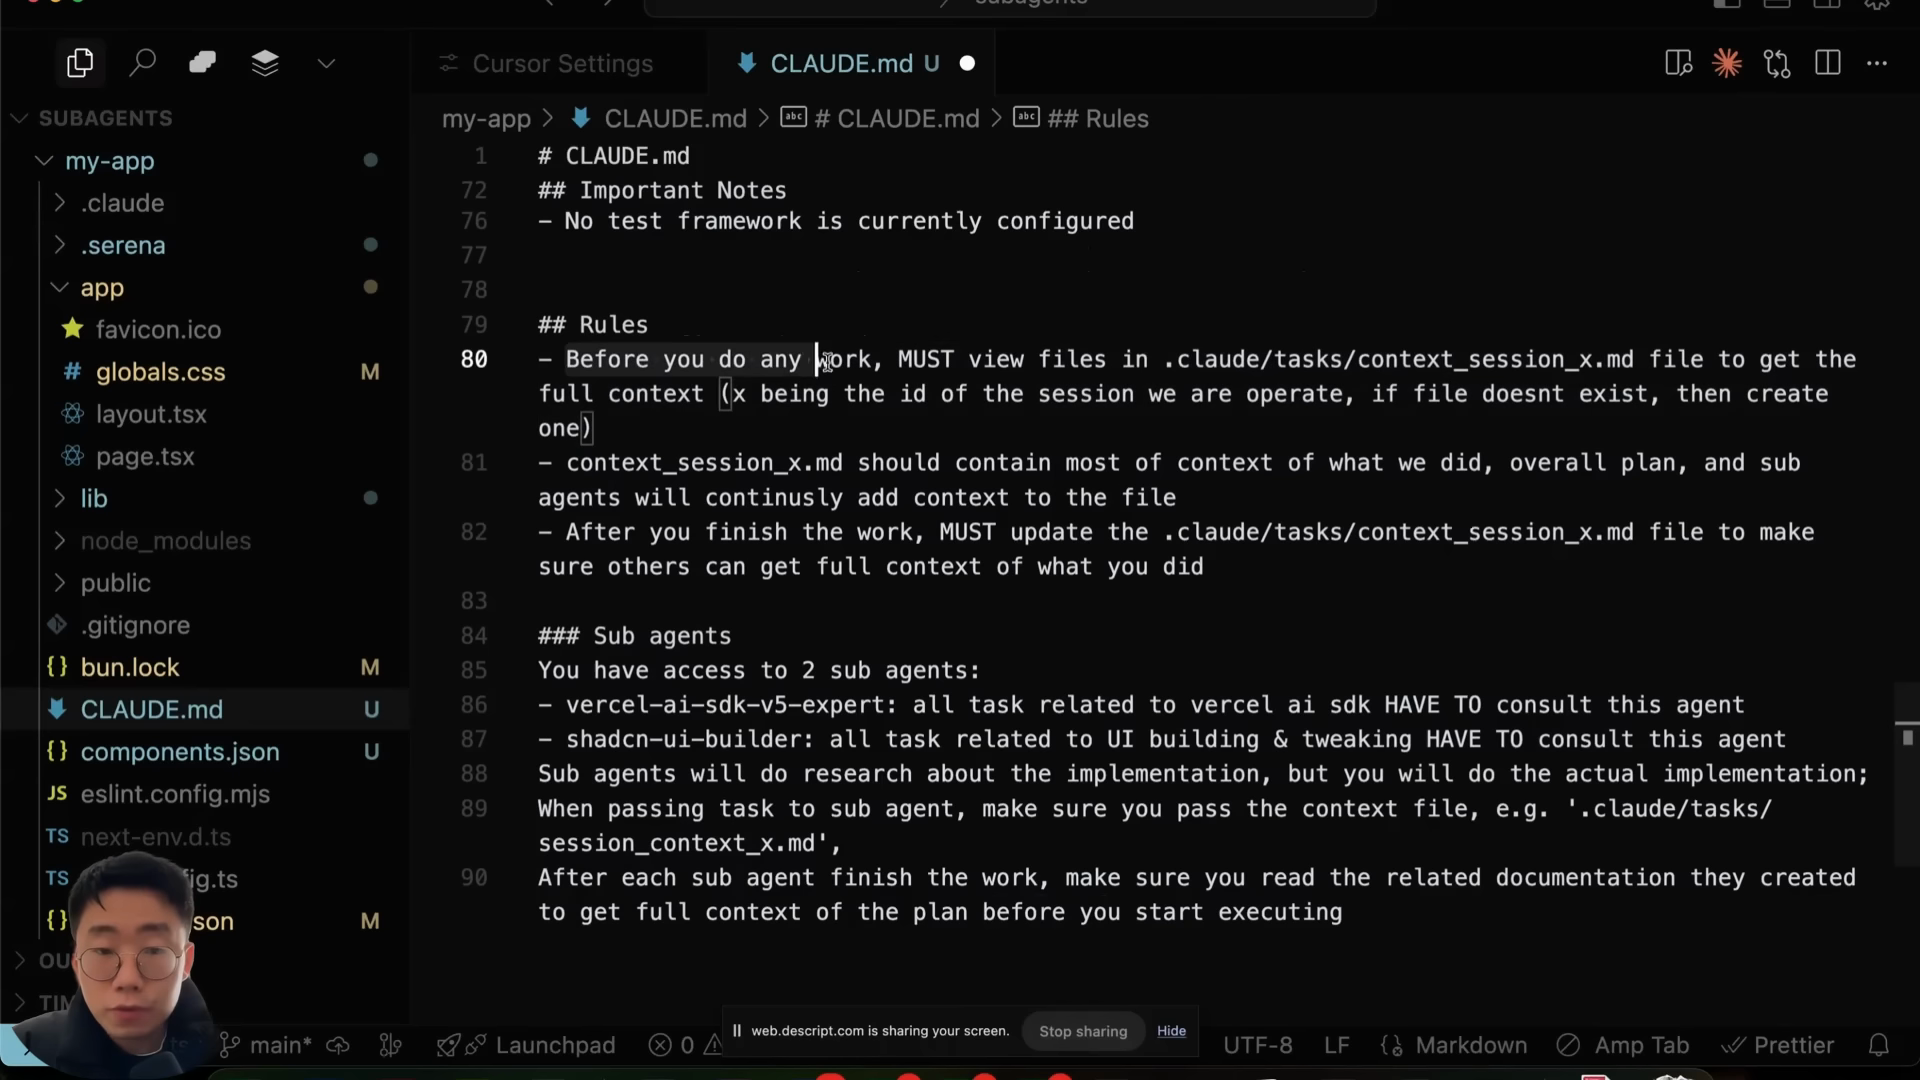 Cursor Settings
CLAUDE.md U
SUBAGENTS
my-app
.claude
.serena
app
favicon.ico
globals.css M
layout.tsx
page.tsx
lib
node_modules
public
.gitignore
bun.lock M
CLAUDE.md U
components.json U
JS eslint.config.mjs
TS next-env.d.ts
TS ig.ts
son M
OU
TIM
my-app > CLAUDE.md > # CLAUDE.md > ## Rules
1 # CLAUDE.md
72 ## Important Notes
76 – No test framework is currently configured
77
78
79 ## Rules
80 – Before you do any work, MUST view files in .claude/tasks/context_session_x.md file to get the
full context (x being the id of the session we are operate, if file doesnt exist, then create
one)
81 – context_session_x.md should contain most of context of what we did, overall plan, and sub
agents will continusly add context to the file
82 – After you finish the work, MUST update the .claude/tasks/context_session_x.md file to make
sure others can get full context of what you did
83
84 ### Sub agents
85 You have access to 2 sub agents:
86 – vercel-ai-sdk-v5-expert: all task related to vercel ai sdk HAVE TO consult this agent
87 – shadcn-ui-builder: all task related to UI building & tweaking HAVE TO consult this agent
88 Sub agents will do research about the implementation, but you will do the actual implementation;
89 When passing task to sub agent, make sure you pass the context file, e.g. '.claude/tasks/
session_context_x.md',
90 After each sub agent finish the work, make sure you read the related documentation they created
to get full context of the plan before you start executing
web.descript.com is sharing your screen. Stop sharing Hide
main* Launchpad 0 UTF-8 LF {} Markdown Amp Tab Prettier